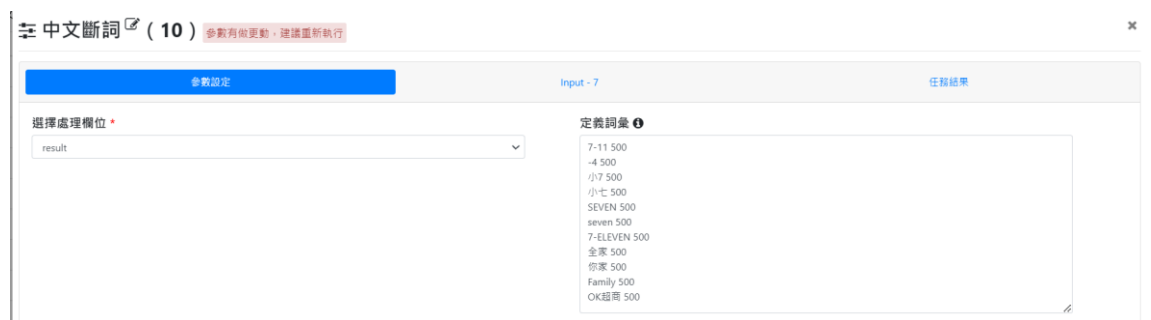 中文斷詞 ( 10 ) 參數有做更動，建議重新執行
參數設定 Input - 7 任務結果
選擇處理欄位 *
result
定義詞彙
7-11 500
-4 500
小7 500
小七 500
SEVEN 500
seven 500
7-ELEVEN 500
全家 500
你家 500
Family 500
OK超商 500